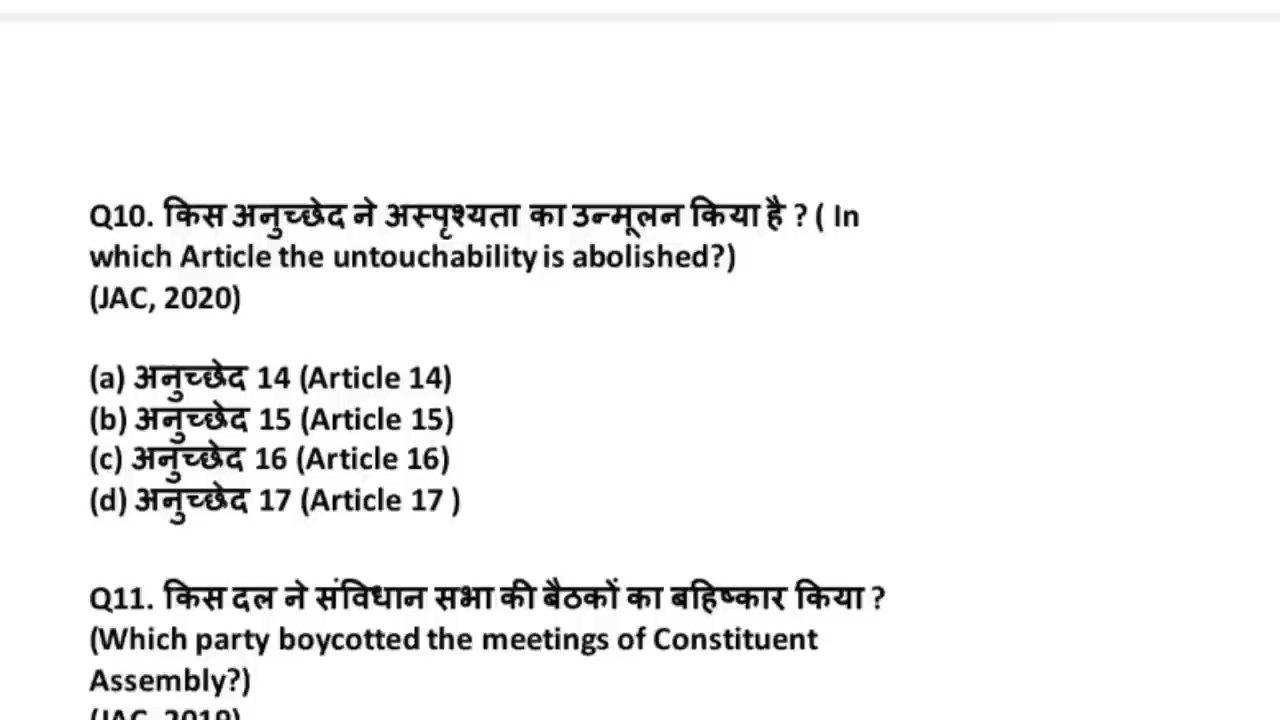 Q10. किस अनुच्छेद ने अस्पृश्यता का उन्मूलन किया है ? ( In
which Article the untouchability is abolished?)
(JAC, 2020)
(a) अनुच्छेद 14 (Article 14)
(b) अनुच्छेद 15 (Article 15)
(c) अनुच्छेद 16 (Article 16)
(d) अनुच्छेद 17 (Article 17 )
Q11. किस दल ने संविधान सभा की बैठकों का बहिष्कार किया ?
(Which party boycotted the meetings of Constituent
Assembly?)
(JAC, 2019)